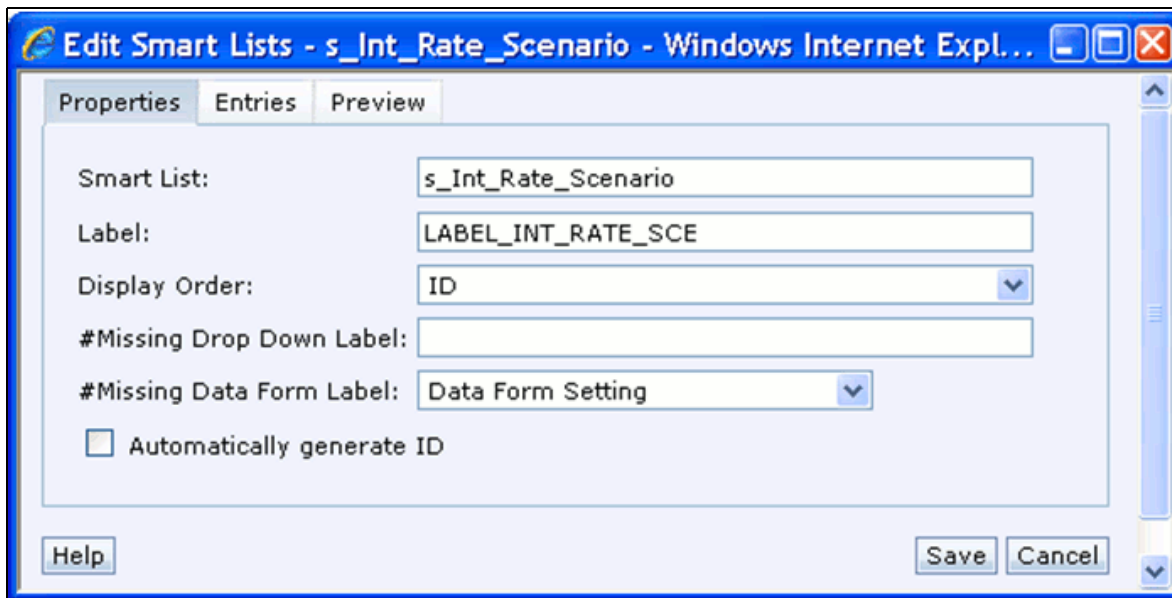 Edit Smart Lists - s_Int_Rate_Scenario - Windows Internet Expl...
Properties Entries Preview
Smart List: s_Int_Rate_Scenario
Label: LABEL_INT_RATE_SCE
Display Order: ID
#Missing Drop Down Label:
#Missing Data Form Label: Data Form Setting
Automatically generate ID
Help Save Cancel